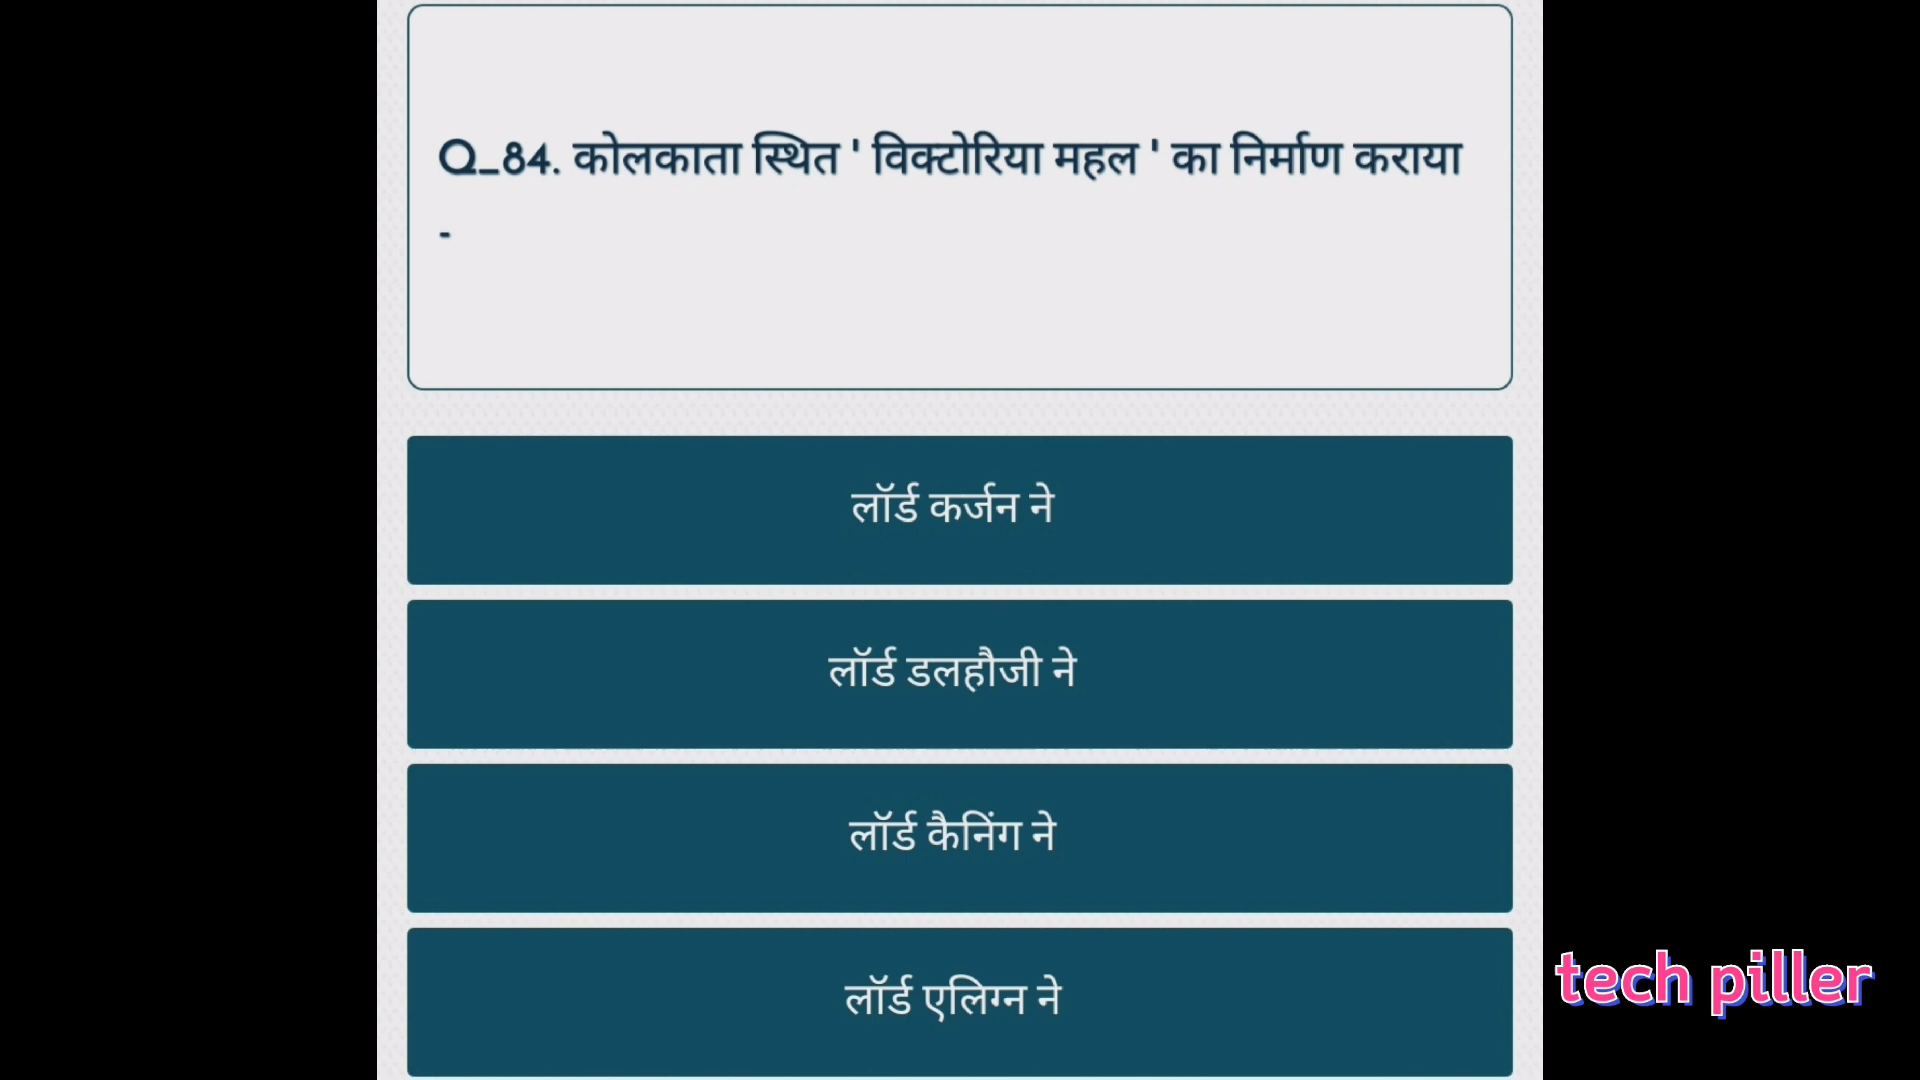 Q_84. कोलकाता स्थित ' विक्टोरिया महल ' का निर्माण कराया
-
लॉर्ड कर्जन ने
लॉर्ड डलहौजी ने
लॉर्ड कैनिंग ने
लॉर्ड एलिग्न ने
tech piller